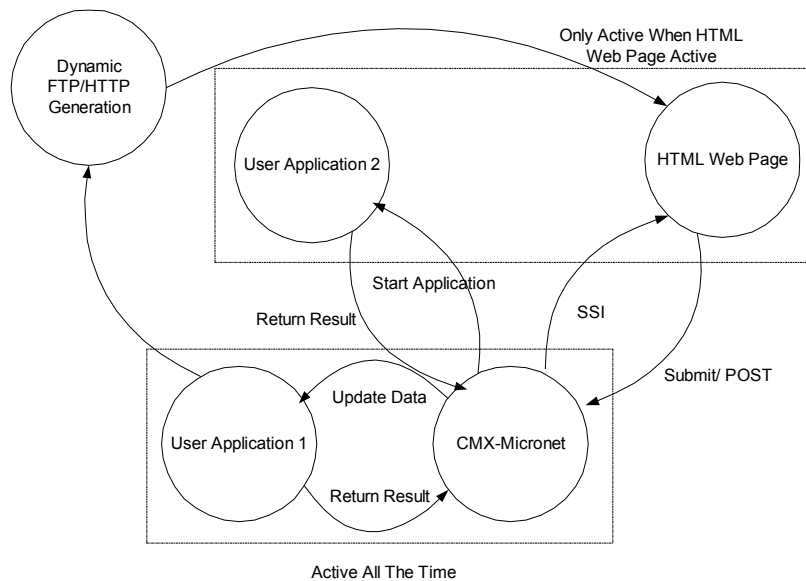 Only Active When HTML
Web Page Active
Dynamic
FTP/HTTP
Generation
User Application 2
HTML Web Page
Start Application
SSI
Return Result
Submit/ POST
Update Data
User Application 1
CMX-Micronet
Return Result
Active All The Time